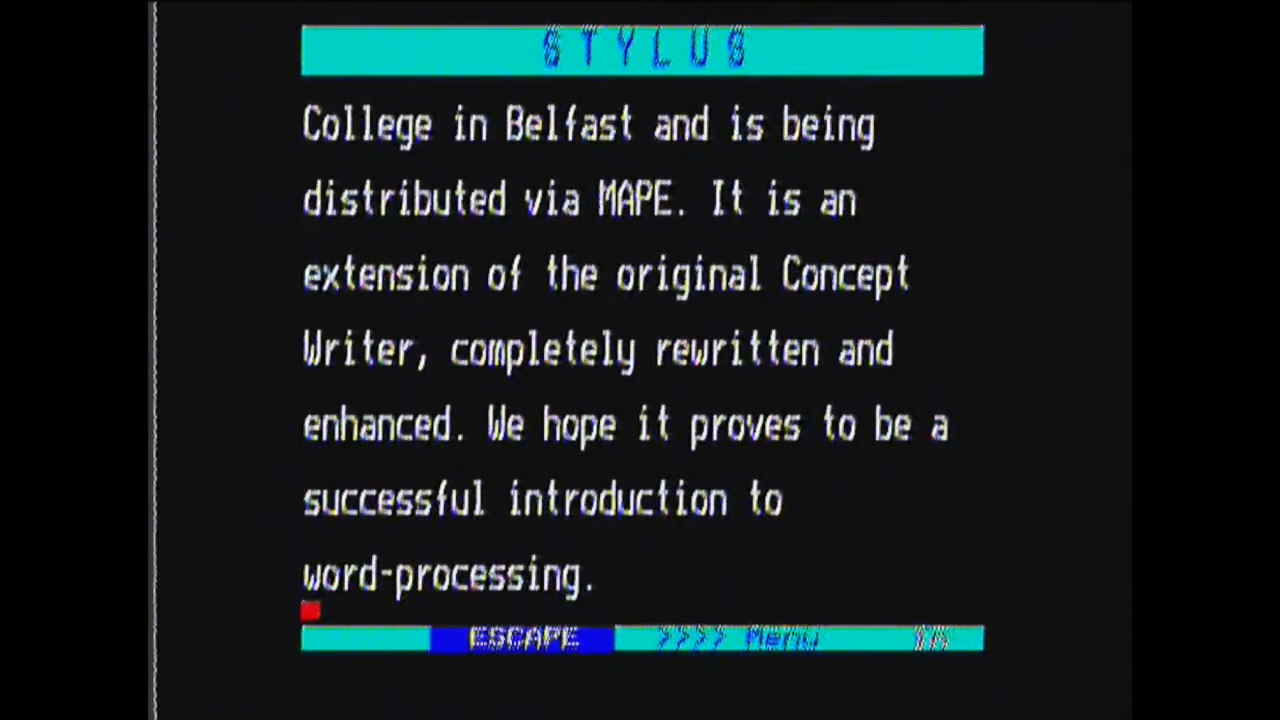 STYLUS
College in Belfast and is being
distributed via MAPE. It is an
extension of the original Concept
Writer, completely rewritten and
enhanced. We hope it proves to be a
successful introduction to
word-processing.
ESCAPE >>>> Menu